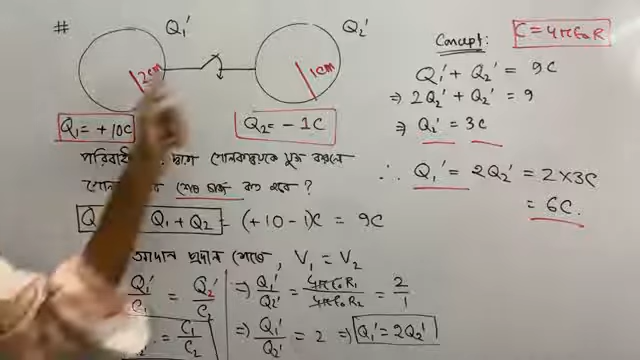 # Q₁' Q₂'
2cm 1cm
Q₁ = +10C Q₂ = -1C
গোলকদ্বয়কে যুক্ত করলে
শেষ চার্জ কত হবে ?
Q₁ + Q₂ = (+10 - 1)C = 9C
আদান প্রদান শেষে, V₁ = V₂
Q₁'/C₁ = Q₂'/C₂
= C₁/C₂
⇒ Q₁'/Q₂' = 4πε₀R₁/4πε₀R₂ = 2/1
⇒ Q₁'/Q₂' = 2 ⇒ Q₁' = 2Q₂'
Concept: C = 4πε₀R
Q₁' + Q₂' = 9C
⇒ 2Q₂' + Q₂' = 9
⇒ Q₂' = 3C
∴ Q₁' = 2Q₂' = 2×3C
= 6C.